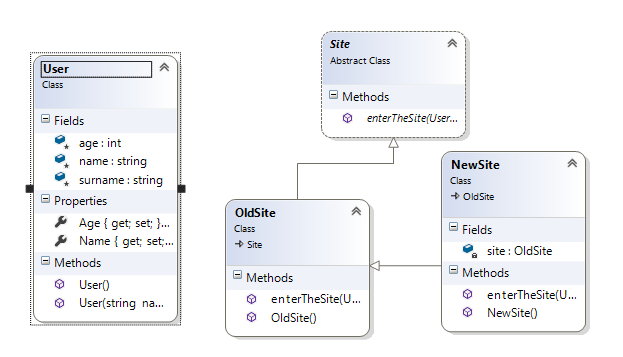 User
Class
Fields
age : int
name : string
surname : string
Properties
Age { get; set; }...
Name { get; set;...
Methods
User()
User(string na...
Site
Abstract Class
Methods
enterTheSite(User...
OldSite
Class
Site
Methods
enterTheSite(U...
OldSite()
NewSite
Class
OldSite
Fields
site : OldSite
Methods
enterTheSite(U...
NewSite()